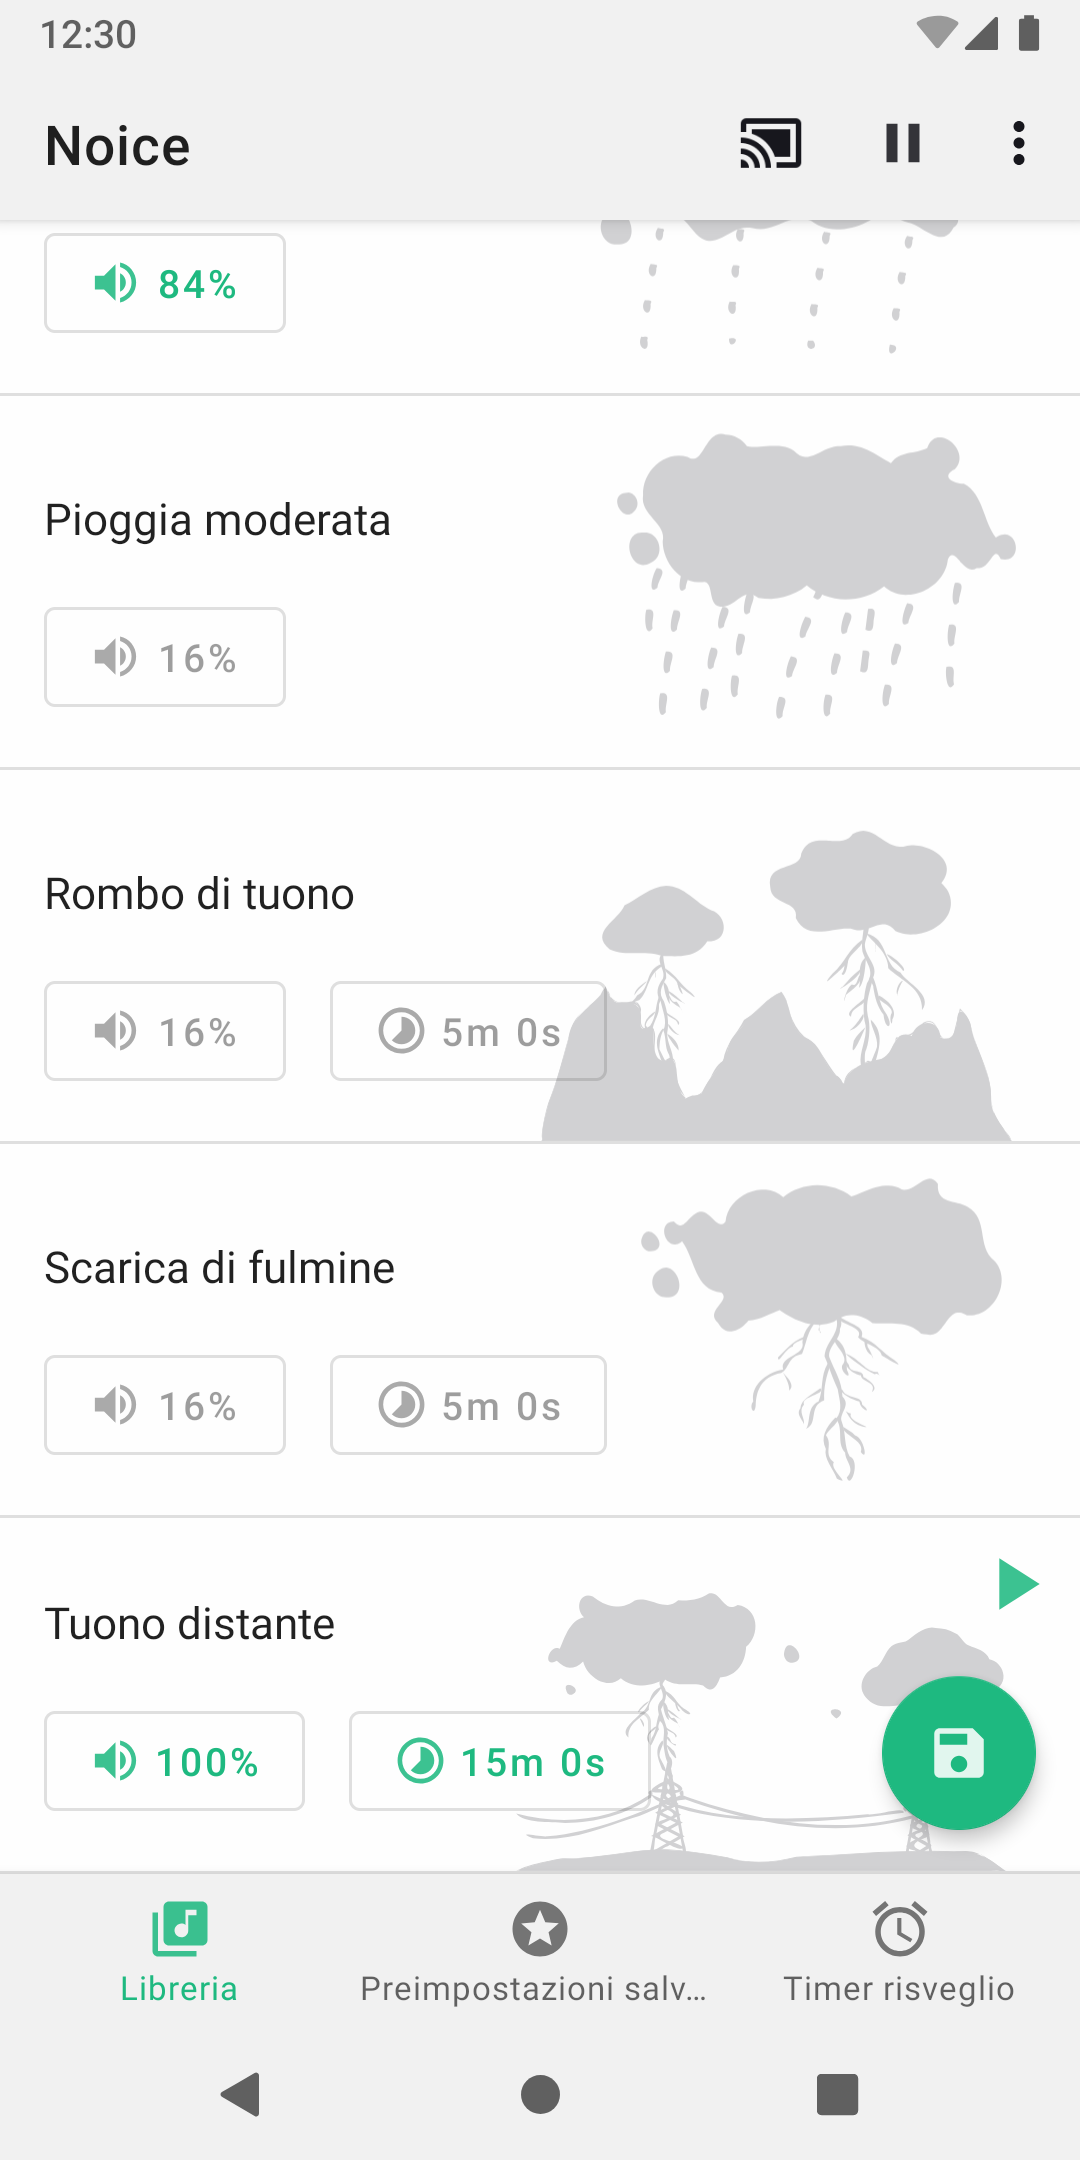 12:30
Noice
84%
Pioggia moderata
16%
Rombo di tuono
16% 5m 0s
Scarica di fulmine
16% 5m 0s
Tuono distante
100% 15m 0s
Libreria Preimpostazioni salv… Timer risveglio